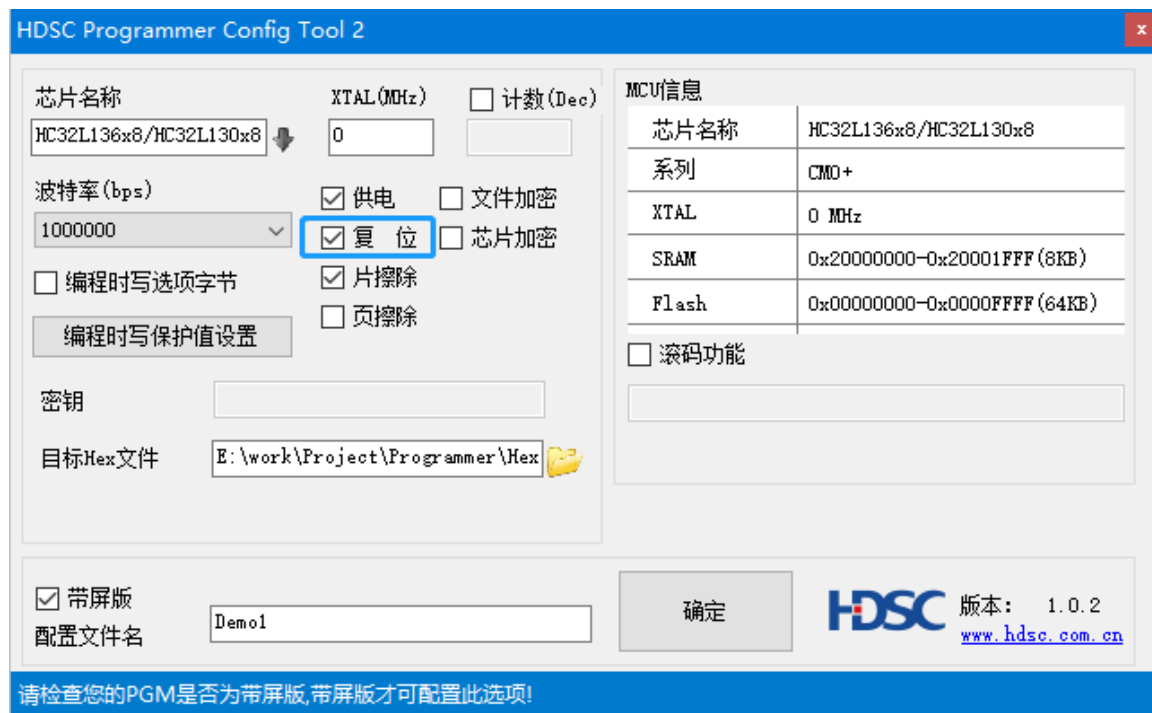 HDSC Programmer Config Tool 2
x
芯片名称
XTAL(MHz)
计数(Dec)
HC32L136x8/HC32L130x8
0
波特率(bps)
供电
文件加密
1000000
复 位
芯片加密
编程时写选项字节
片擦除
页擦除
编程时写保护值设置
密钥
目标Hex文件
E:\work\Project\Programmer\Hex
MCU信息
芯片名称 HC32L136x8/HC32L130x8
系列 CM0+
XTAL 0 MHz
SRAM 0x20000000-0x20001FFF(8KB)
Flash 0x00000000-0x0000FFFF(64KB)
滚码功能
带屏版
配置文件名
Demo1
确定
HDSC
版本: 1.0.2
www.hdsc.com.cn
请检查您的PGM是否为带屏版,带屏版才可配置此选项!